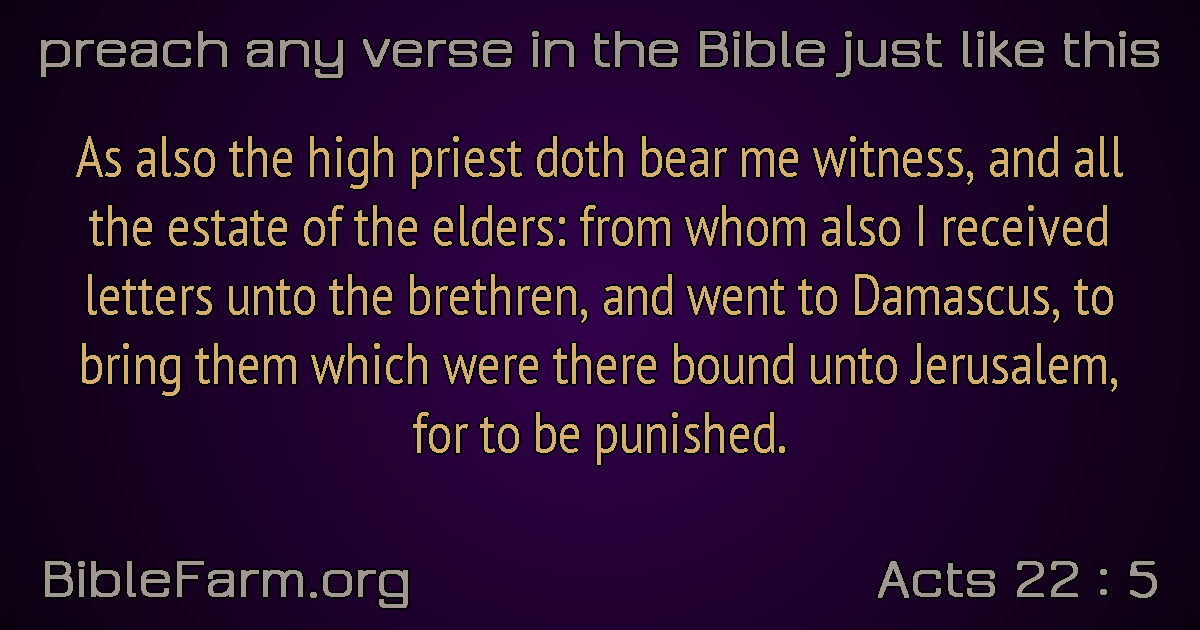 preach any verse in the Bible just like this
As also the high priest doth bear me witness, and all
the estate of the elders: from whom also I received
letters unto the brethren, and went to Damascus, to
bring them which were there bound unto Jerusalem,
for to be punished.
BibleFarm.org
Acts 22 : 5